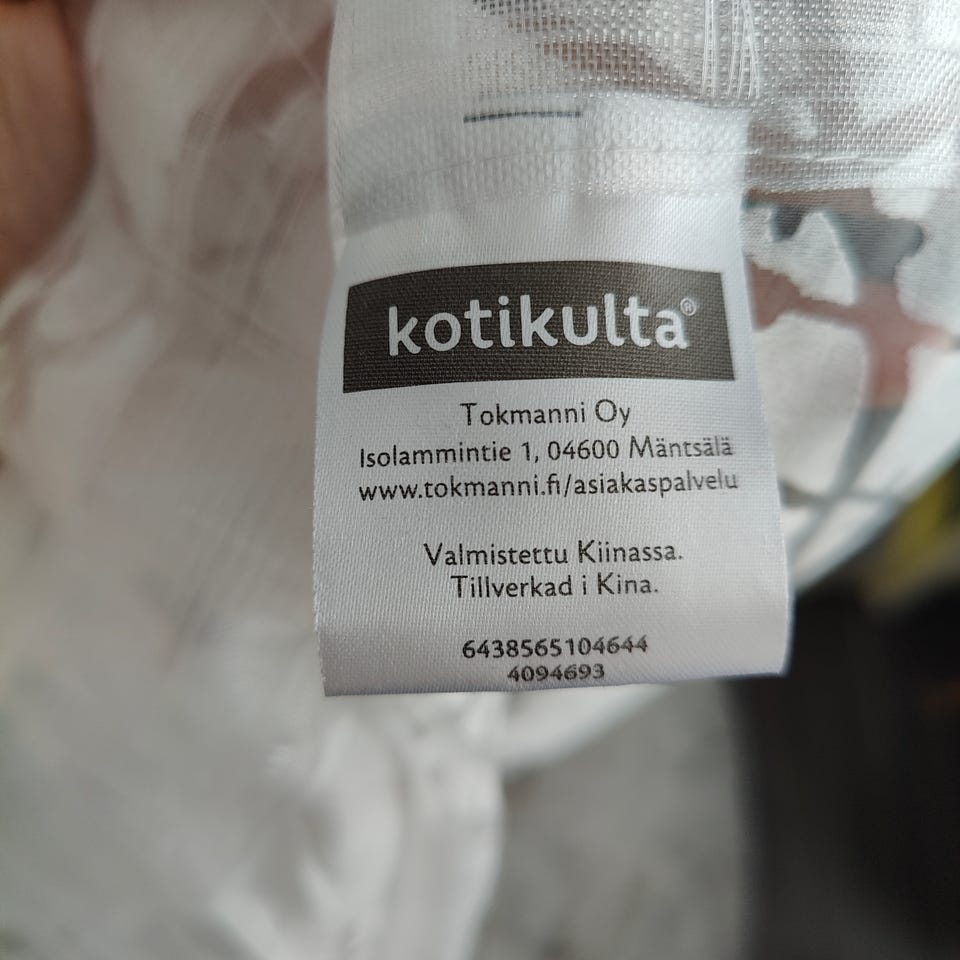 kotikulta®
Tokmanni Oy
Isolammintie 1, 04600 Mäntsälä
www.tokmanni.fi/asiakaspalvelu
Valmistettu Kiinassa.
Tillverkad i Kina.
6438565104644
4094693